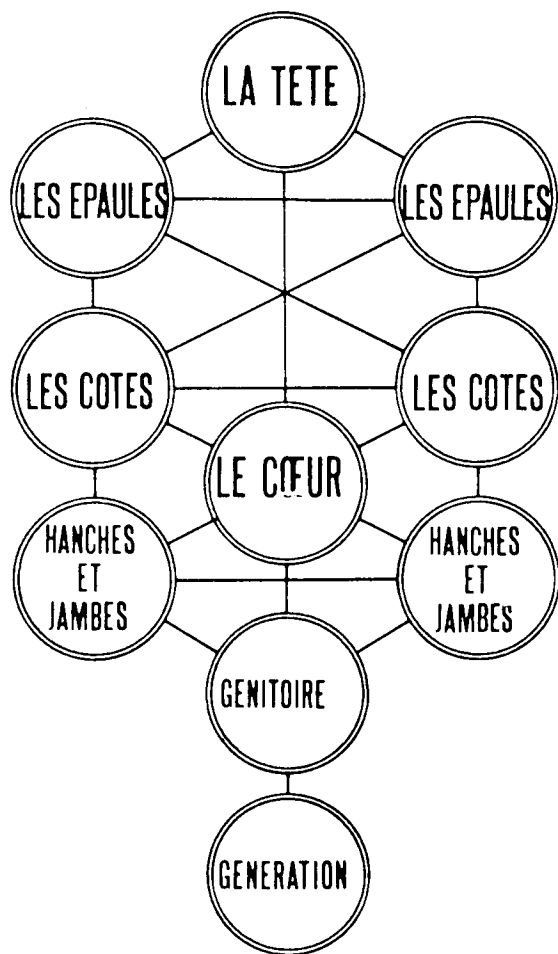 LA TETE
LES EPAULES
LES EPAULES
LES COTES
LES COTES
LE CŒUR
HANCHES
ET
JAMBES
HANCHES
ET
JAMBES
GENITOIRE
GENERATION